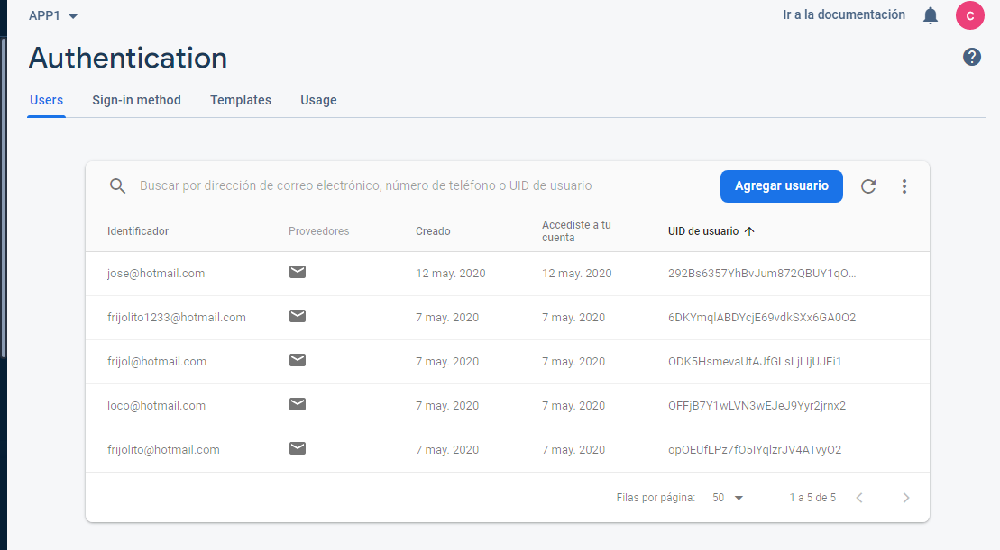 APP1
Ir a la documentación
C
Authentication
?
Users Sign-in method Templates Usage
Buscar por dirección de correo electrónico, número de teléfono o UID de usuario
Agregar usuario
Identificador Proveedores Creado Accediste a tu cuenta UID de usuario
jose@hotmail.com 12 may. 2020 12 may. 2020 292Bs6357YhBvJum872QBUY1qO...
frijolito1233@hotmail.com 7 may. 2020 7 may. 2020 6DKYmqlABDYcjE69vdkSXx6GA0O2
frijol@hotmail.com 7 may. 2020 7 may. 2020 ODK5HsmevaUtAJfGLsLjLIjUJEi1
loco@hotmail.com 7 may. 2020 7 may. 2020 OFFjB7Y1wLVN3wEJeJ9Yyr2jrnx2
frijolito@hotmail.com 7 may. 2020 7 may. 2020 opOEUfLPz7fO5IYqlzrJV4ATvyO2
Filas por página: 50 1 a 5 de 5